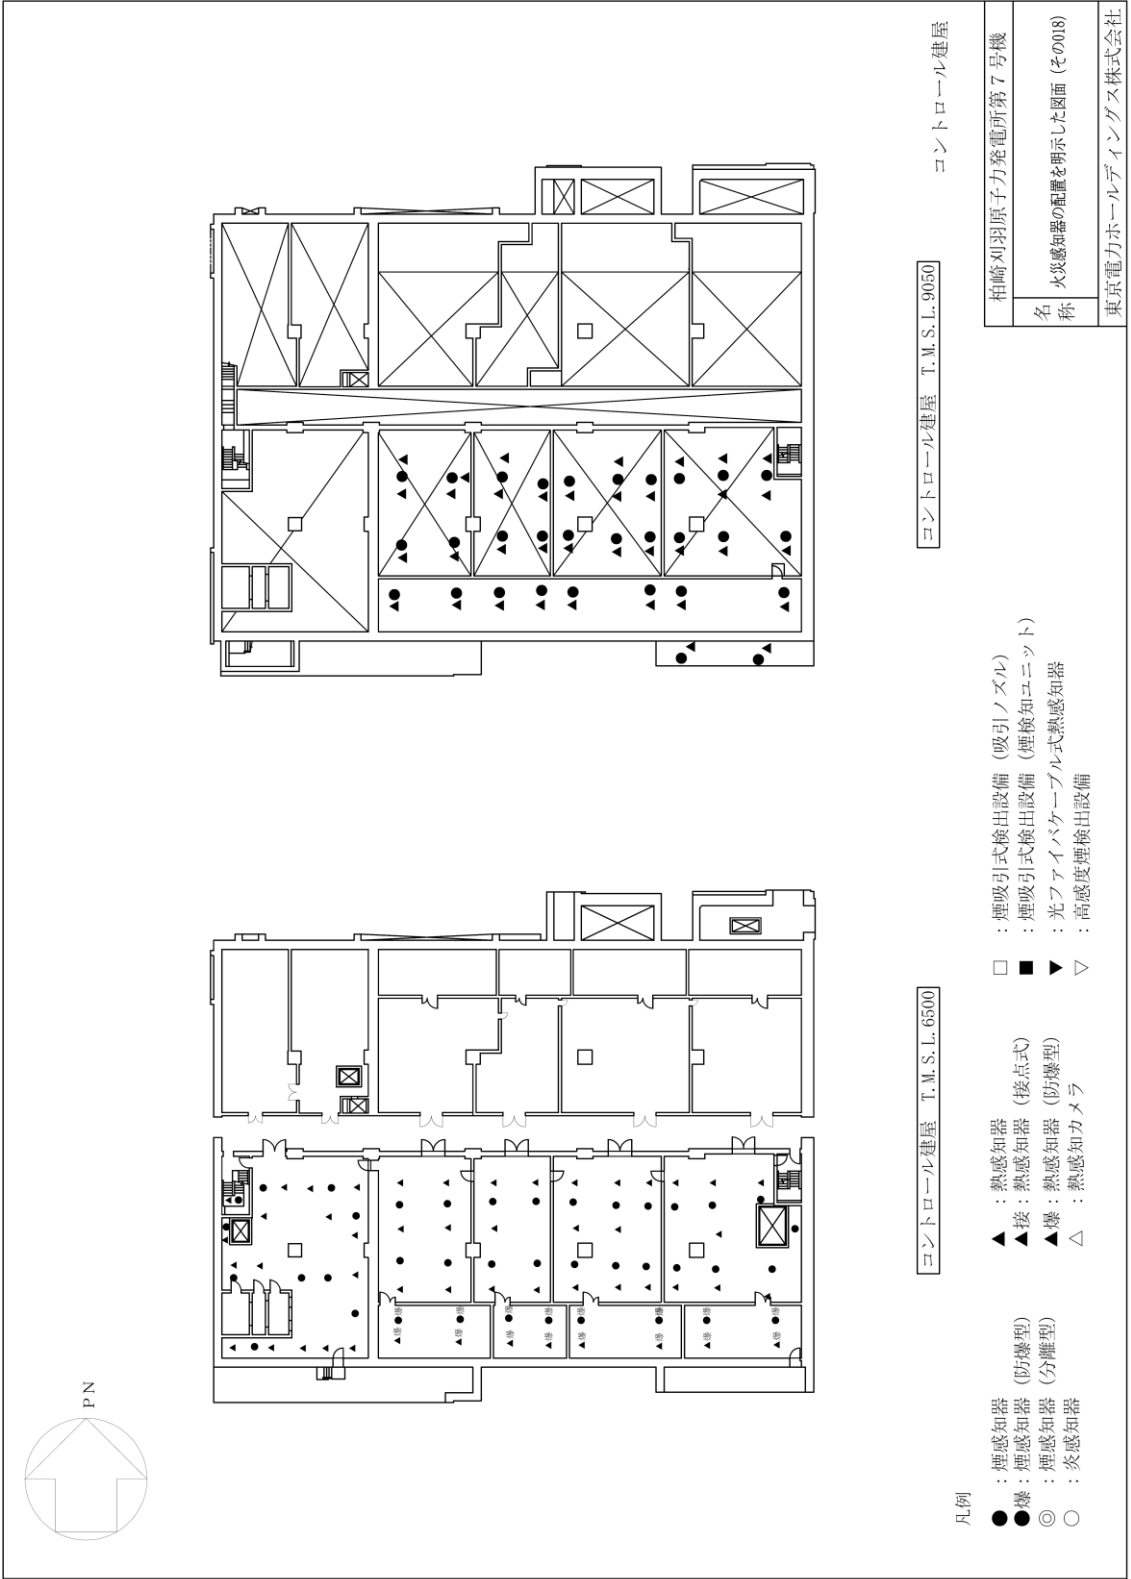 PN
コントロール建屋 T.M.S.L.6500
コントロール建屋 T.M.S.L.9050
コントロール建屋
凡例
● : 煙感知器
●爆 : 煙感知器 (防爆型)
◎ : 煙感知器 (分離型)
○ : 炎感知器
▲ : 熱感知器
▲接 : 熱感知器 (接点式)
▲爆 : 熱感知器 (防爆型)
△ : 熱感知カメラ
□ : 煙吸引式検出設備 (吸引ノズル)
■ : 煙吸引式検出設備 (煙検知ユニット)
▼ : 光ファイバケーブル式熱感知器
▽ : 高感度煙検出設備
柏崎刈羽原子力発電所第7号機
名称 火災感知器の配置を明示した図面 (その018)
東京電力ホールディングス株式会社